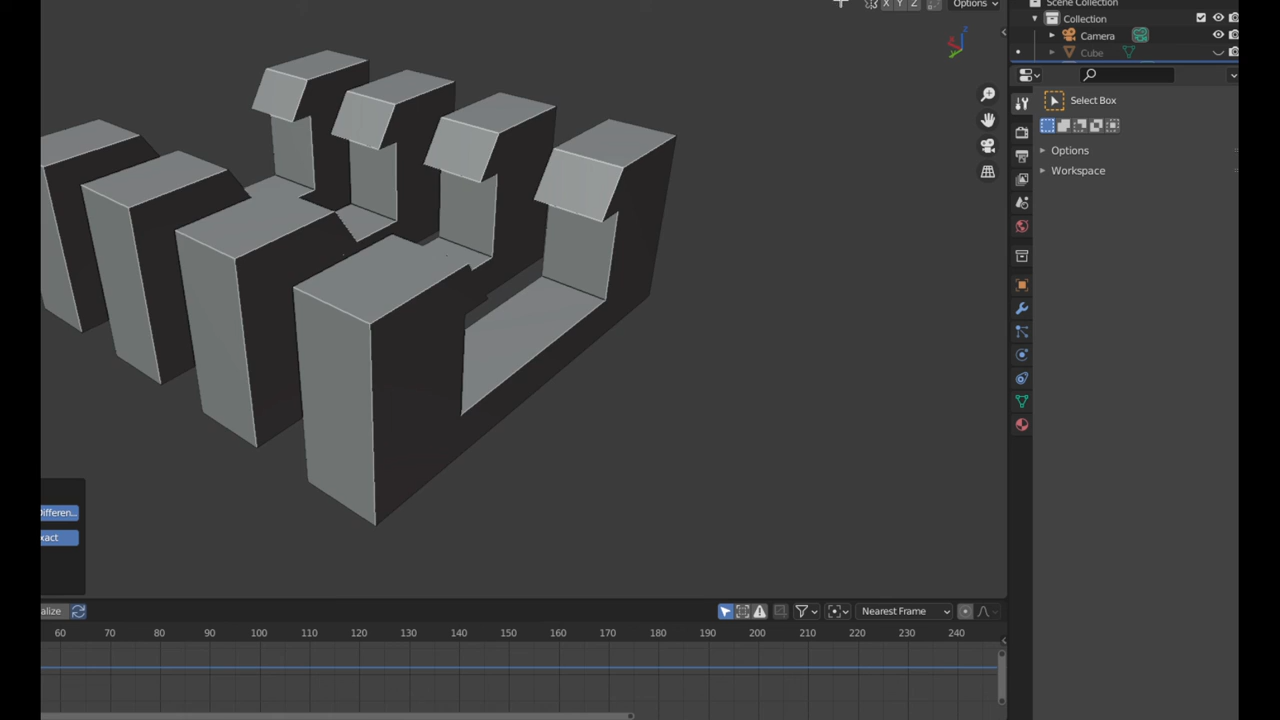 Options
X Y Z
Scene Collection
Collection
Camera
Cube
Z
Select Box
Options
Workspace
Differen...
xact
alize
Nearest Frame
60 70 80 90 100 110 120 130 140 150 160 170 180 190 200 210 220 230 240